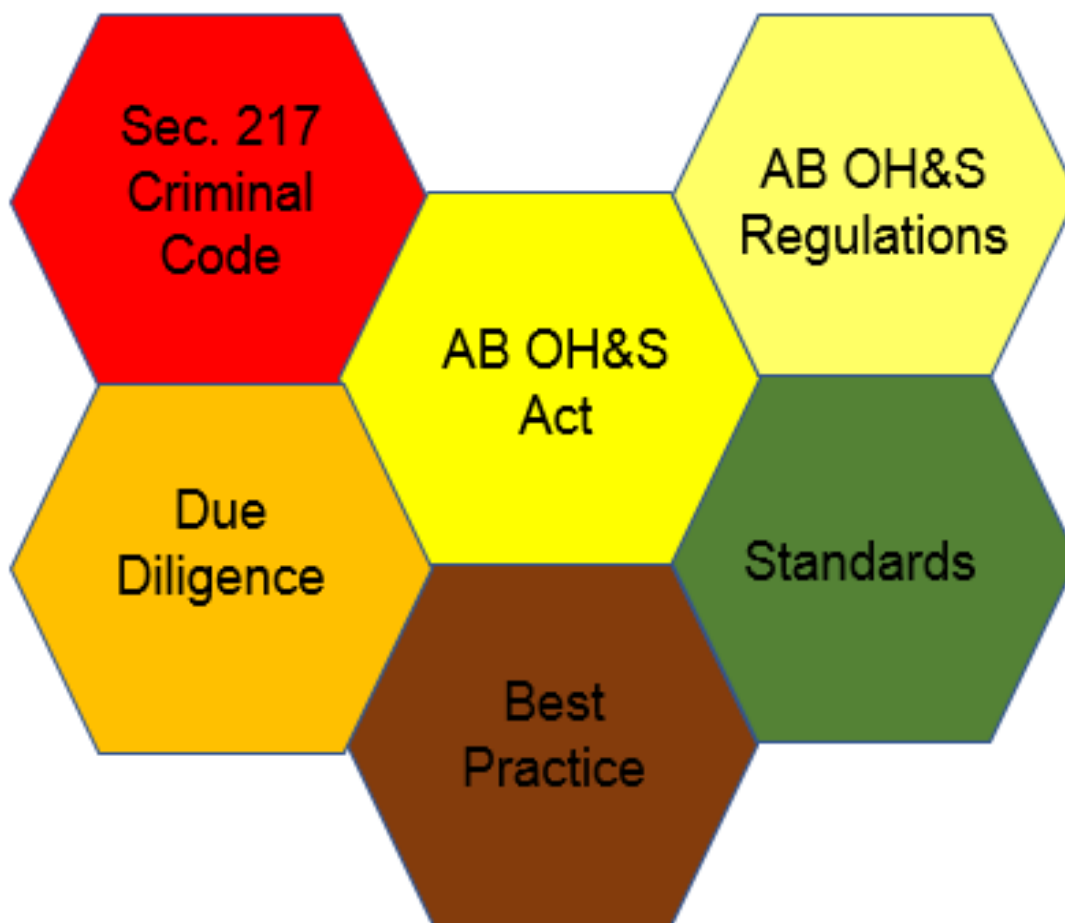 Sec. 217
Criminal
Code
AB OH&S
Regulations
AB OH&S
Act
Due
Diligence
Standards
Best
Practice